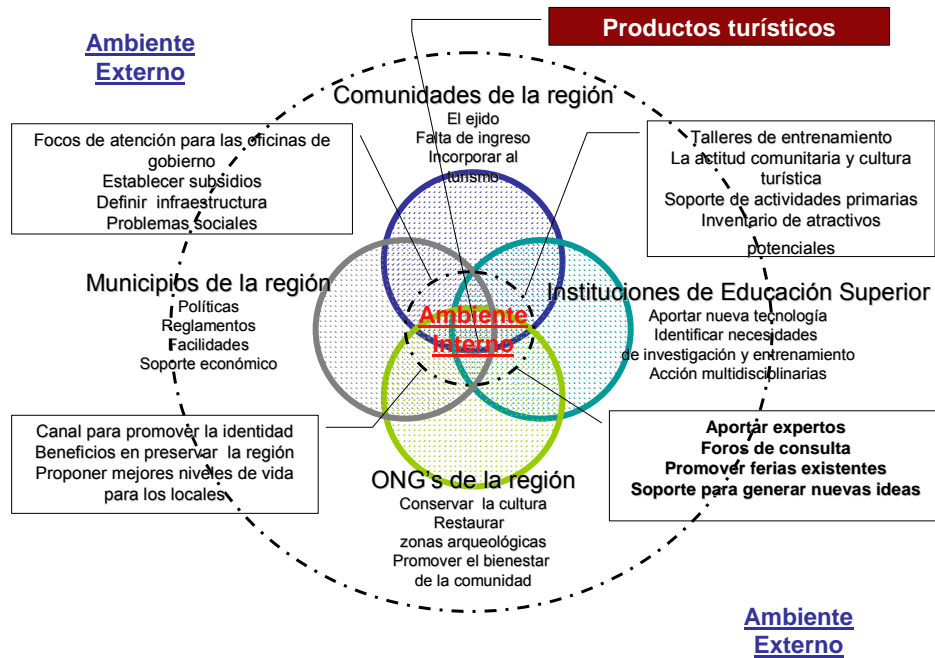 Productos turísticos
Ambiente
Externo
Comunidades de la región
El ejido
Falta de ingreso
Incorporar al
turismo
Focos de atención para las oficinas de
gobierno
Establecer subsidios
Definir infraestructura
Problemas sociales
Talleres de entrenamiento
La actitud comunitaria y cultura
turística
Soporte de actividades primarias
Inventario de atractivos
potenciales
Municipios de la región
Políticas
Reglamentos
Facilidades
Soporte económico
Ambiente
Interno
Instituciones de Educación Superior
Aportar nueva tecnología
Identificar necesidades
de investigación y entrenamiento
Acción multidisciplinarias
Canal para promover la identidad
Beneficios en preservar la región
Proponer mejores niveles de vida
para los locales
ONG's de la región
Conservar la cultura
Restaurar
zonas arqueológicas
Promover el bienestar
de la comunidad
Aportar expertos
Foros de consulta
Promover ferias existentes
Soporte para generar nuevas ideas
Ambiente
Externo